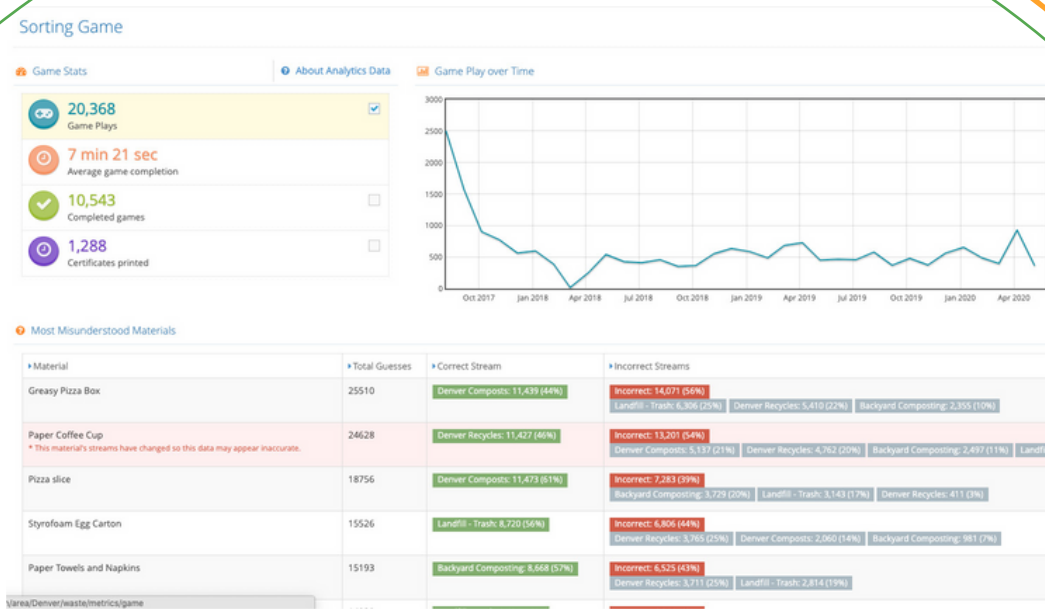 Sorting Game
Game Stats
About Analytics Data
Game Play over Time
20,368
Game Plays
7 min 21 sec
Average game completion
10,543
Completed games
1,288
Certificates printed
3000
2500
2000
1500
1000
500
0
Oct 2017 Jan 2018 Apr 2018 Jul 2018 Oct 2018 Jan 2019 Apr 2019 Jul 2019 Oct 2019 Jan 2020 Apr 2020
Most Misunderstood Materials
Material Total Guesses Correct Stream Incorrect Streams
Greasy Pizza Box 25510 Denver Composts: 11,439 (44%) Incorrect: 14,071 (56%)
Landfill - Trash: 6,306 (25%) Denver Recycles: 5,410 (22%) Backyard Composting: 2,355 (10%)
Paper Coffee Cup 24628 Denver Recycles: 11,427 (46%) Incorrect: 13,201 (54%)
* This material's streams have changed so this data may appear inaccurate. Denver Composts: 5,137 (21%) Denver Recycles: 4,762 (20%) Backyard Composting: 2,497 (11%) Landf
Pizza slice 18756 Denver Composts: 11,473 (61%) Incorrect: 7,283 (39%)
Backyard Composting: 3,729 (20%) Landfill - Trash: 3,143 (17%) Denver Recycles: 411 (3%)
Styrofoam Egg Carton 15526 Landfill - Trash: 8,720 (56%) Incorrect: 6,806 (44%)
Denver Recycles: 3,765 (25%) Denver Composts: 2,060 (14%) Backyard Composting: 981 (7%)
Paper Towels and Napkins 15193 Backyard Composting: 8,668 (57%) Incorrect: 6,525 (43%)
Denver Recycles: 3,711 (25%) Landfill - Trash: 2,814 (19%)
/area/Denver/waste/metrics/game